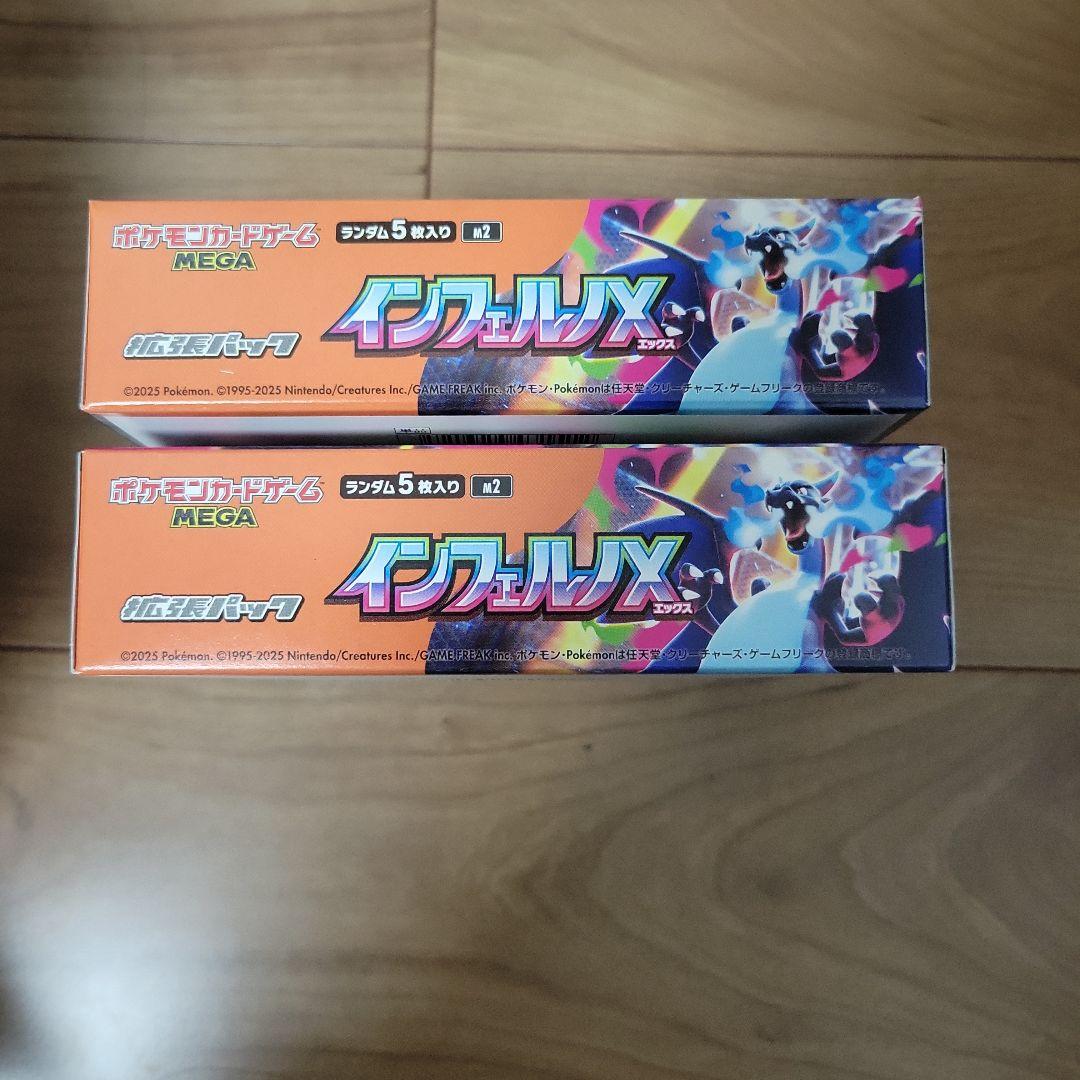 ポケモンカードゲーム
MEGA
ランダム5枚入り M2
インフェルノX
エックス
拡張パック
©2025 Pokémon. ©1995-2025 Nintendo/Creatures Inc./GAME FREAK inc. ポケモン・Pokémonは任天堂・クリーチャーズ・ゲームフリークの登録商標です。
ポケモンカードゲーム
MEGA
ランダム5枚入り M2
インフェルノX
エックス
拡張パック
©2025 Pokémon. ©1995-2025 Nintendo/Creatures Inc./GAME FREAK inc. ポケモン・Pokémonは任天堂・クリーチャーズ・ゲームフリークの登録商標です。